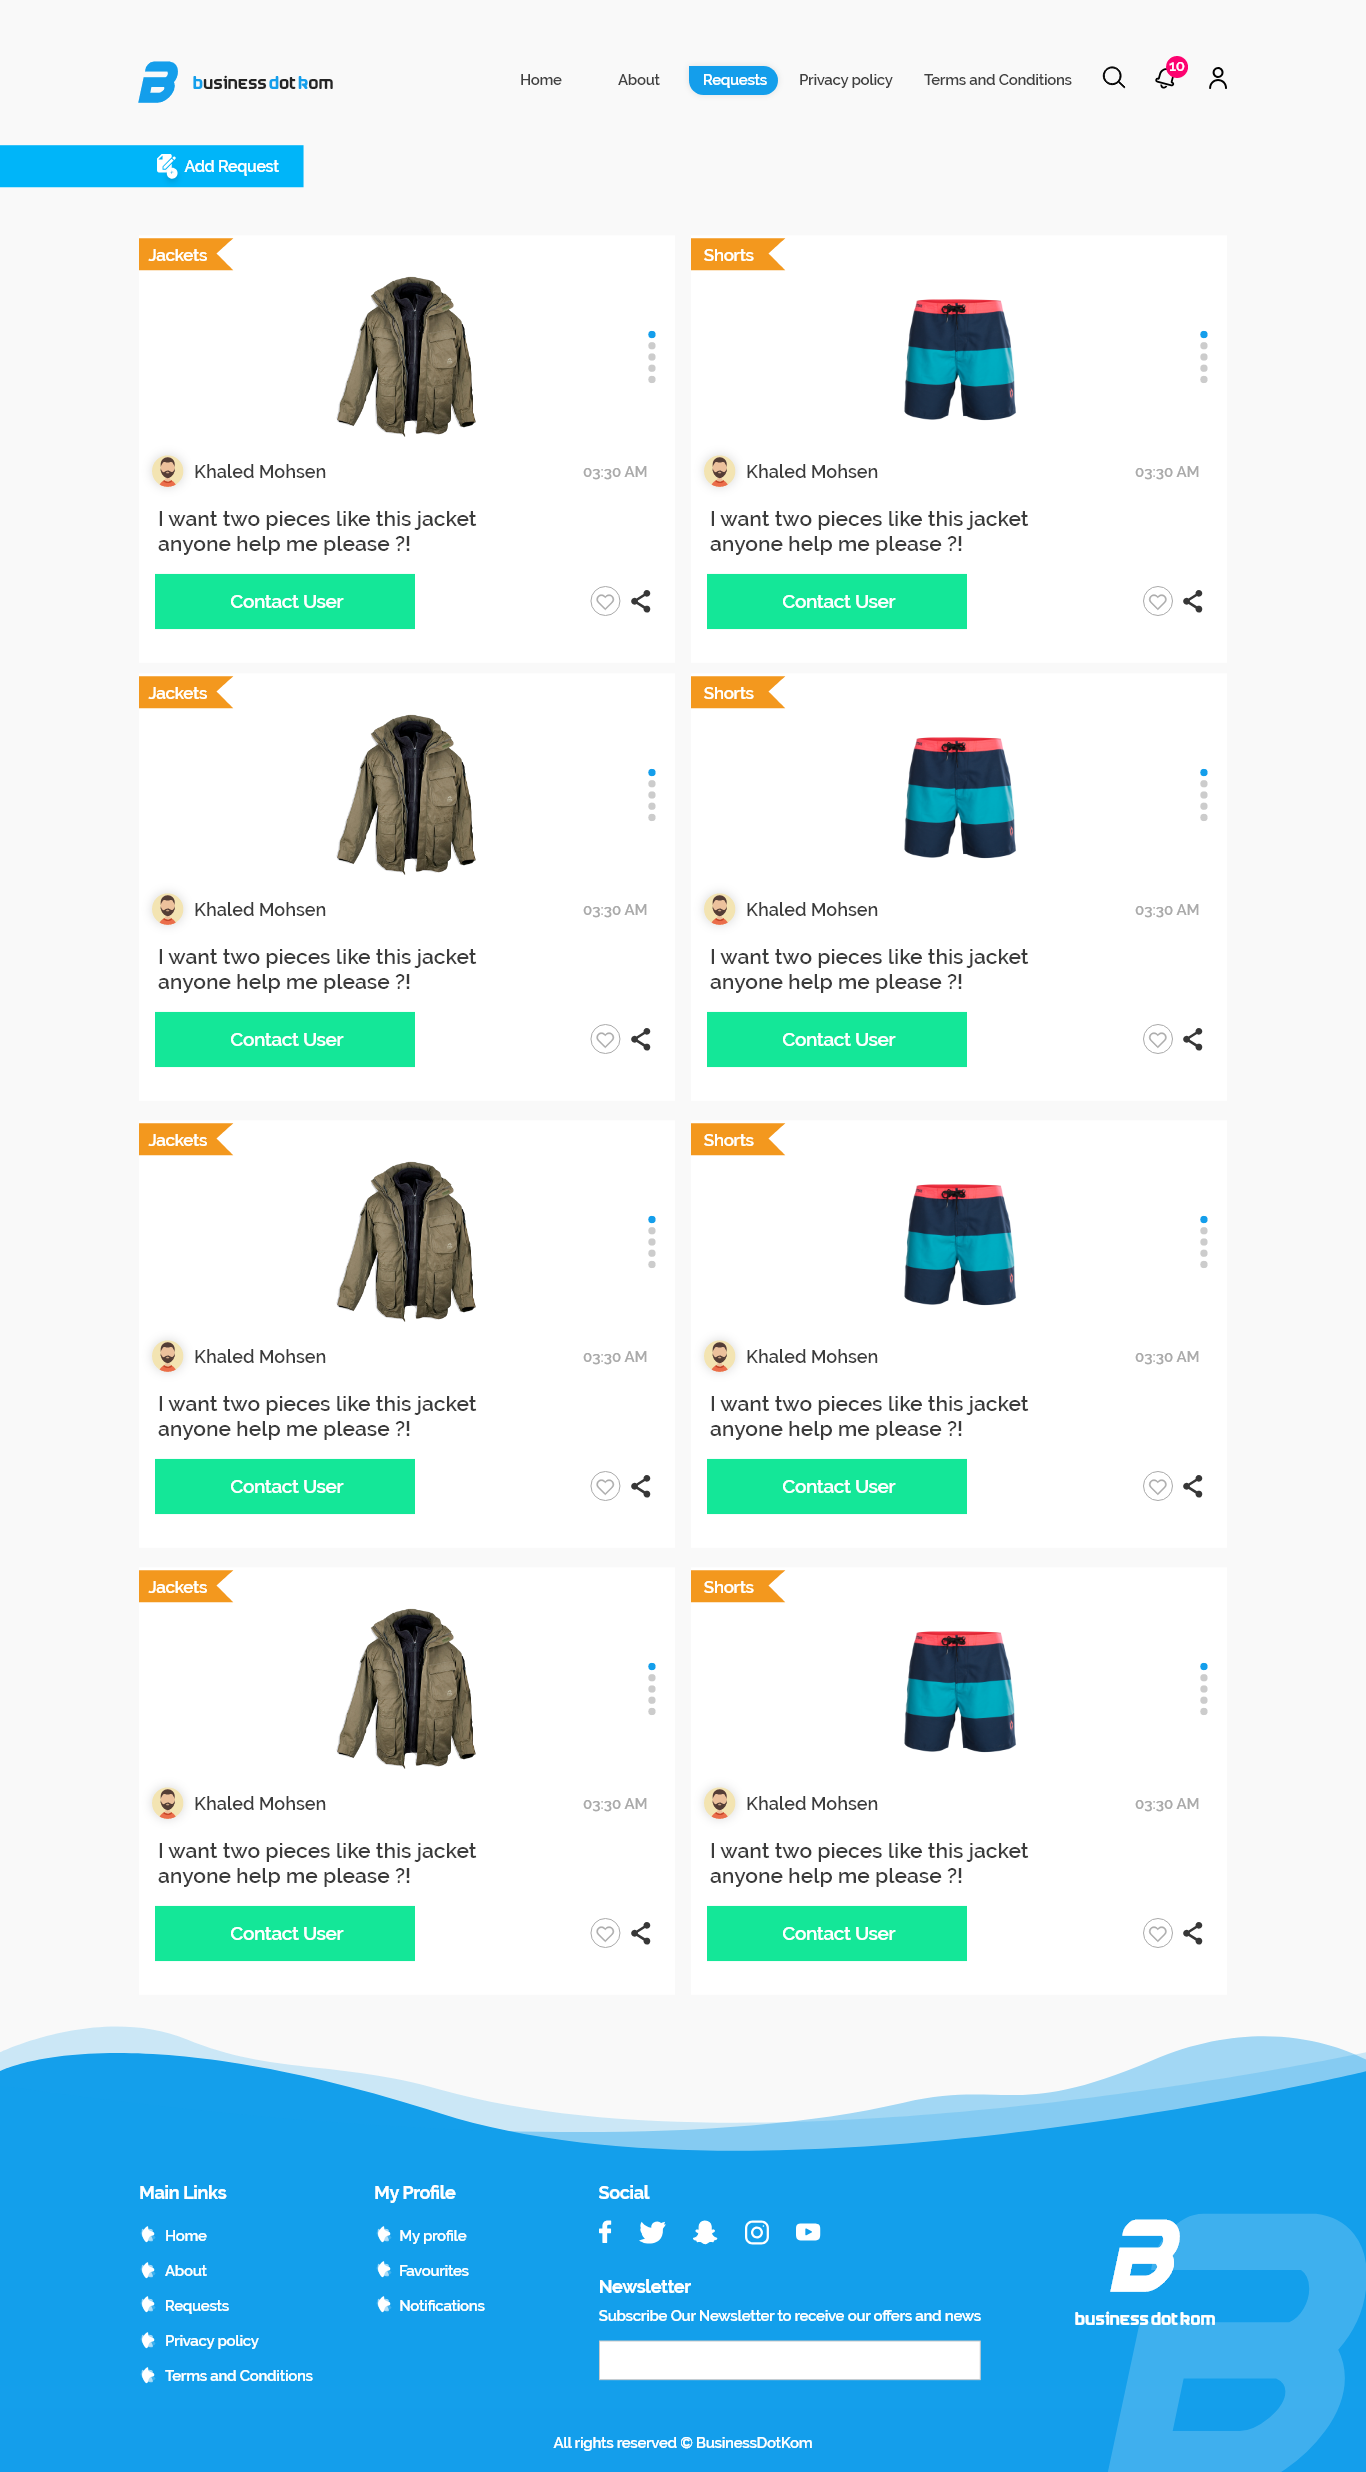 business dot kom
Home
About
Requests
Privacy policy
Terms and Conditions
10
Add Request
Jackets
Khaled Mohsen
03:30 AM
I want two pieces like this jacket
anyone help me please ?!
Contact User
Shorts
Khaled Mohsen
03:30 AM
I want two pieces like this jacket
anyone help me please ?!
Contact User
Jackets
Khaled Mohsen
03:30 AM
I want two pieces like this jacket
anyone help me please ?!
Contact User
Shorts
Khaled Mohsen
03:30 AM
I want two pieces like this jacket
anyone help me please ?!
Contact User
Jackets
Khaled Mohsen
03:30 AM
I want two pieces like this jacket
anyone help me please ?!
Contact User
Shorts
Khaled Mohsen
03:30 AM
I want two pieces like this jacket
anyone help me please ?!
Contact User
Jackets
Khaled Mohsen
03:30 AM
I want two pieces like this jacket
anyone help me please ?!
Contact User
Shorts
Khaled Mohsen
03:30 AM
I want two pieces like this jacket
anyone help me please ?!
Contact User
Main Links
Home
About
Requests
Privacy policy
Terms and Conditions
My Profile
My profile
Favourites
Notifications
Social
Newsletter
Subscribe Our Newsletter to receive our offers and news
business dot kom
All rights reserved © BusinessDotKom